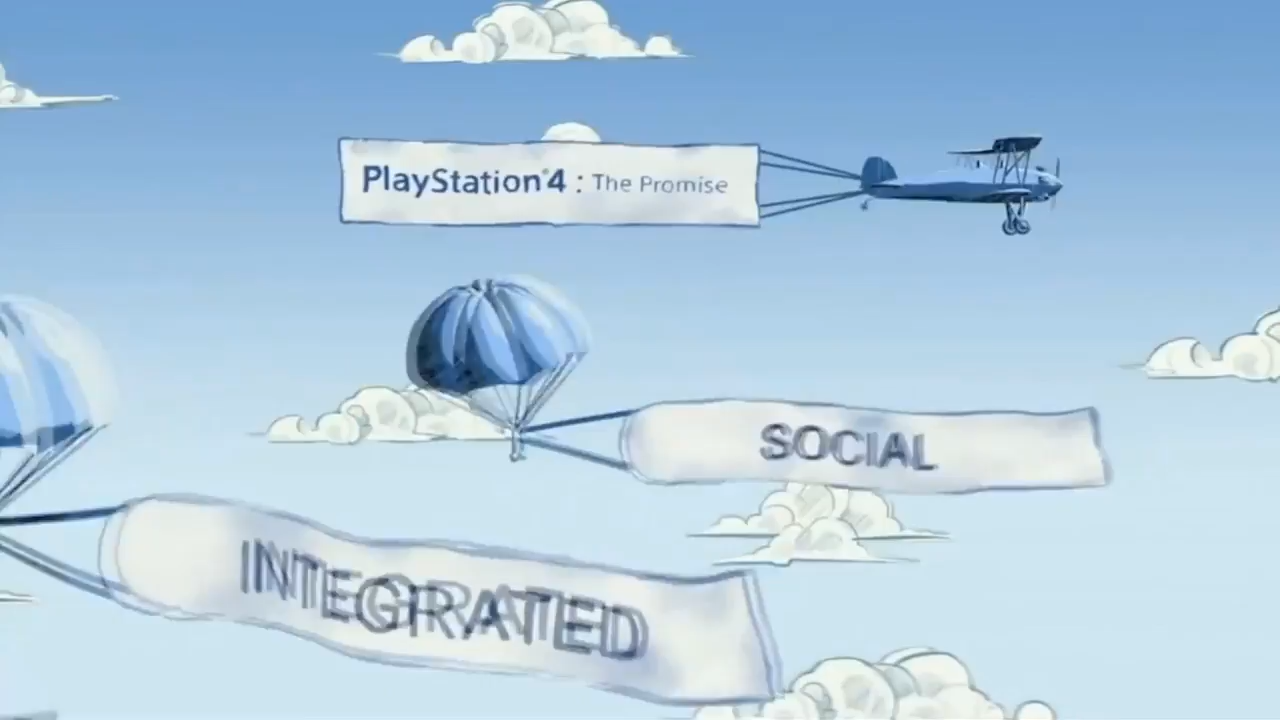 PlayStation®4 : The Promise
SOCIAL
INTEGRATED